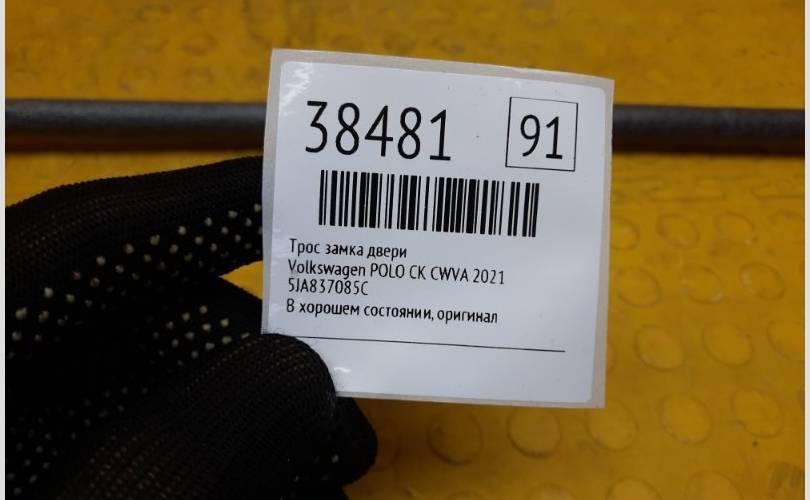 38481 91
Трос замка двери
Volkswagen POLO CK CWVA 2021
5JA837085C
В хорошем состоянии, оригинал